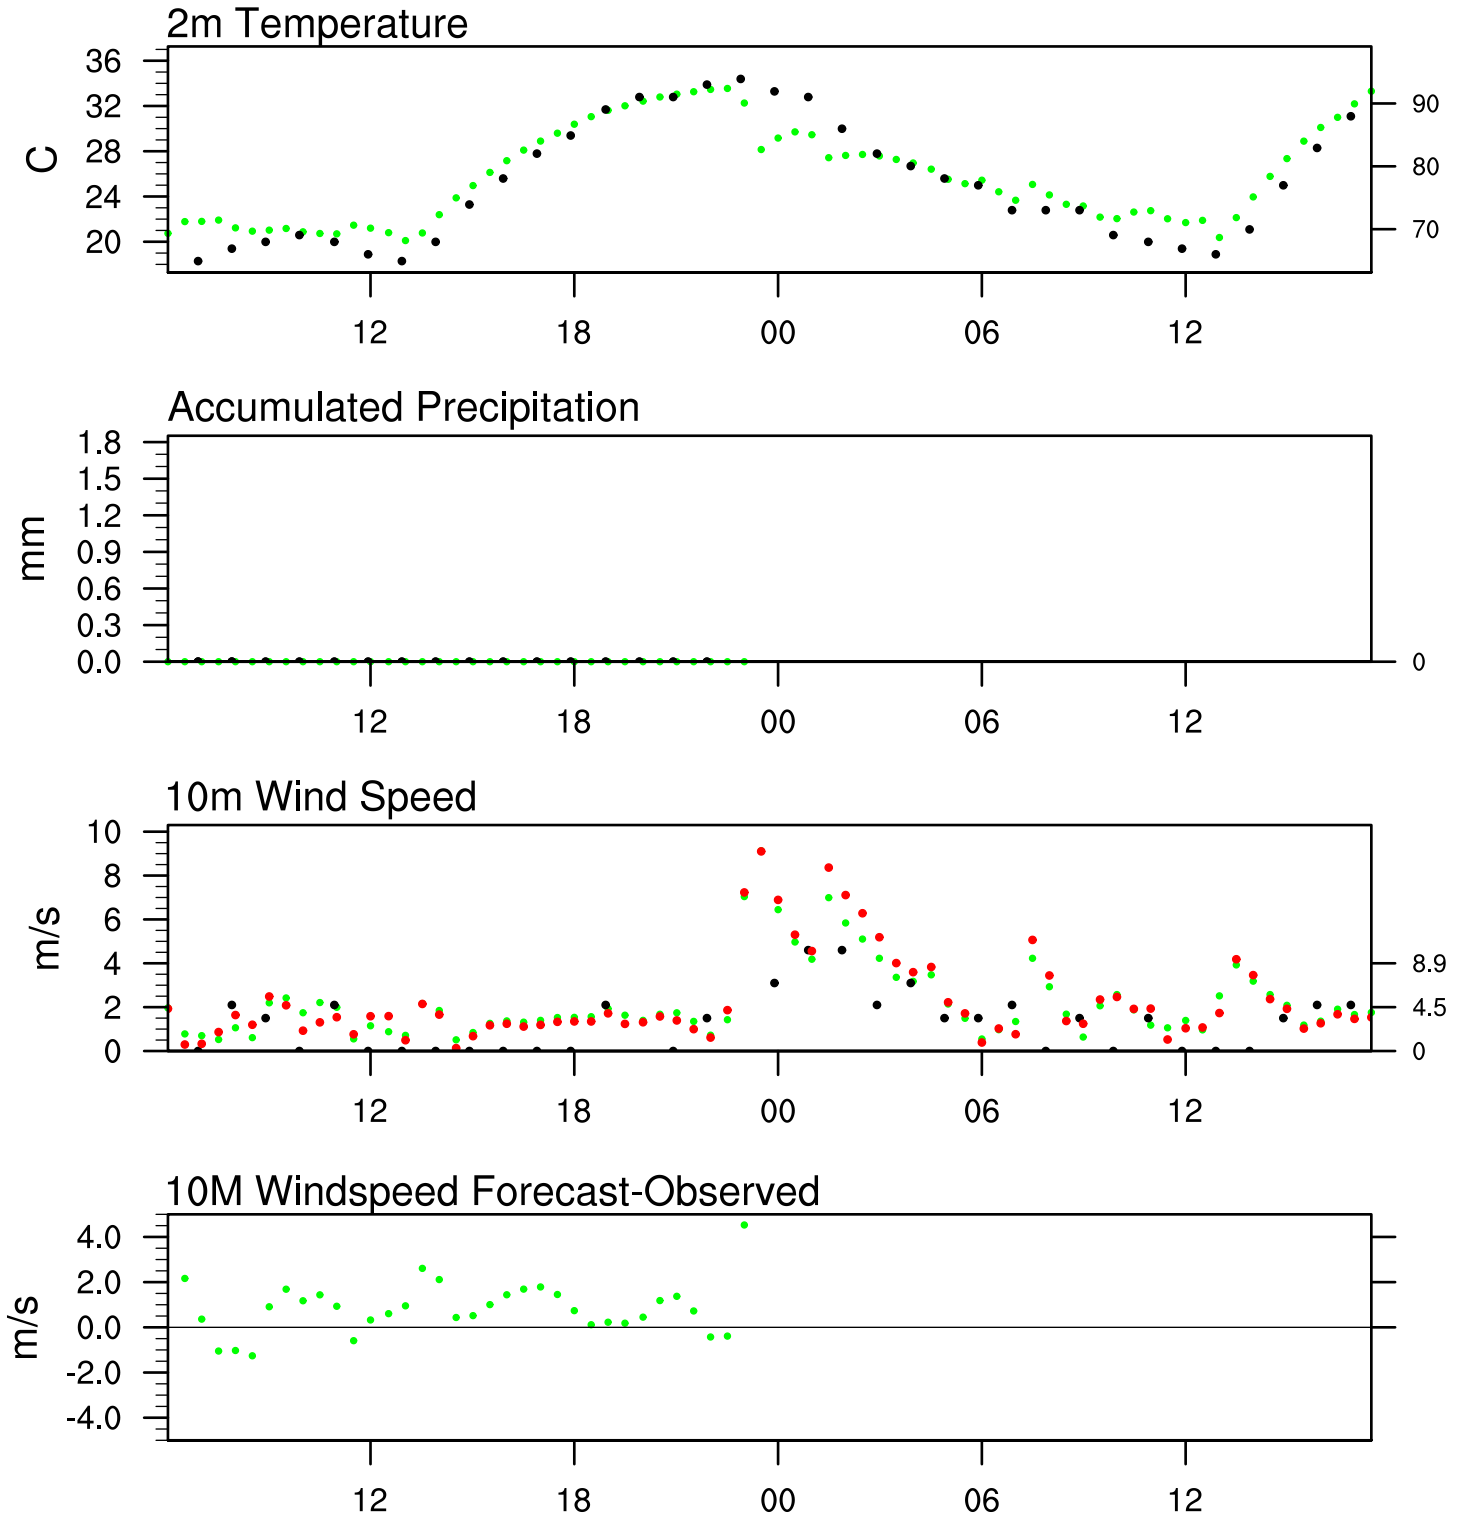 2m Temperature
36
32
28
24
20
C
90
80
70
12 18 00 06 12
Accumulated Precipitation
1.8
1.5
1.2
0.9
0.6
0.3
0.0
mm
0
12 18 00 06 12
10m Wind Speed
10
8
6
4
2
0
m/s
8.9
4.5
0
12 18 00 06 12
10M Windspeed Forecast-Observed
4.0
2.0
0.0
-2.0
-4.0
m/s
12 18 00 06 12